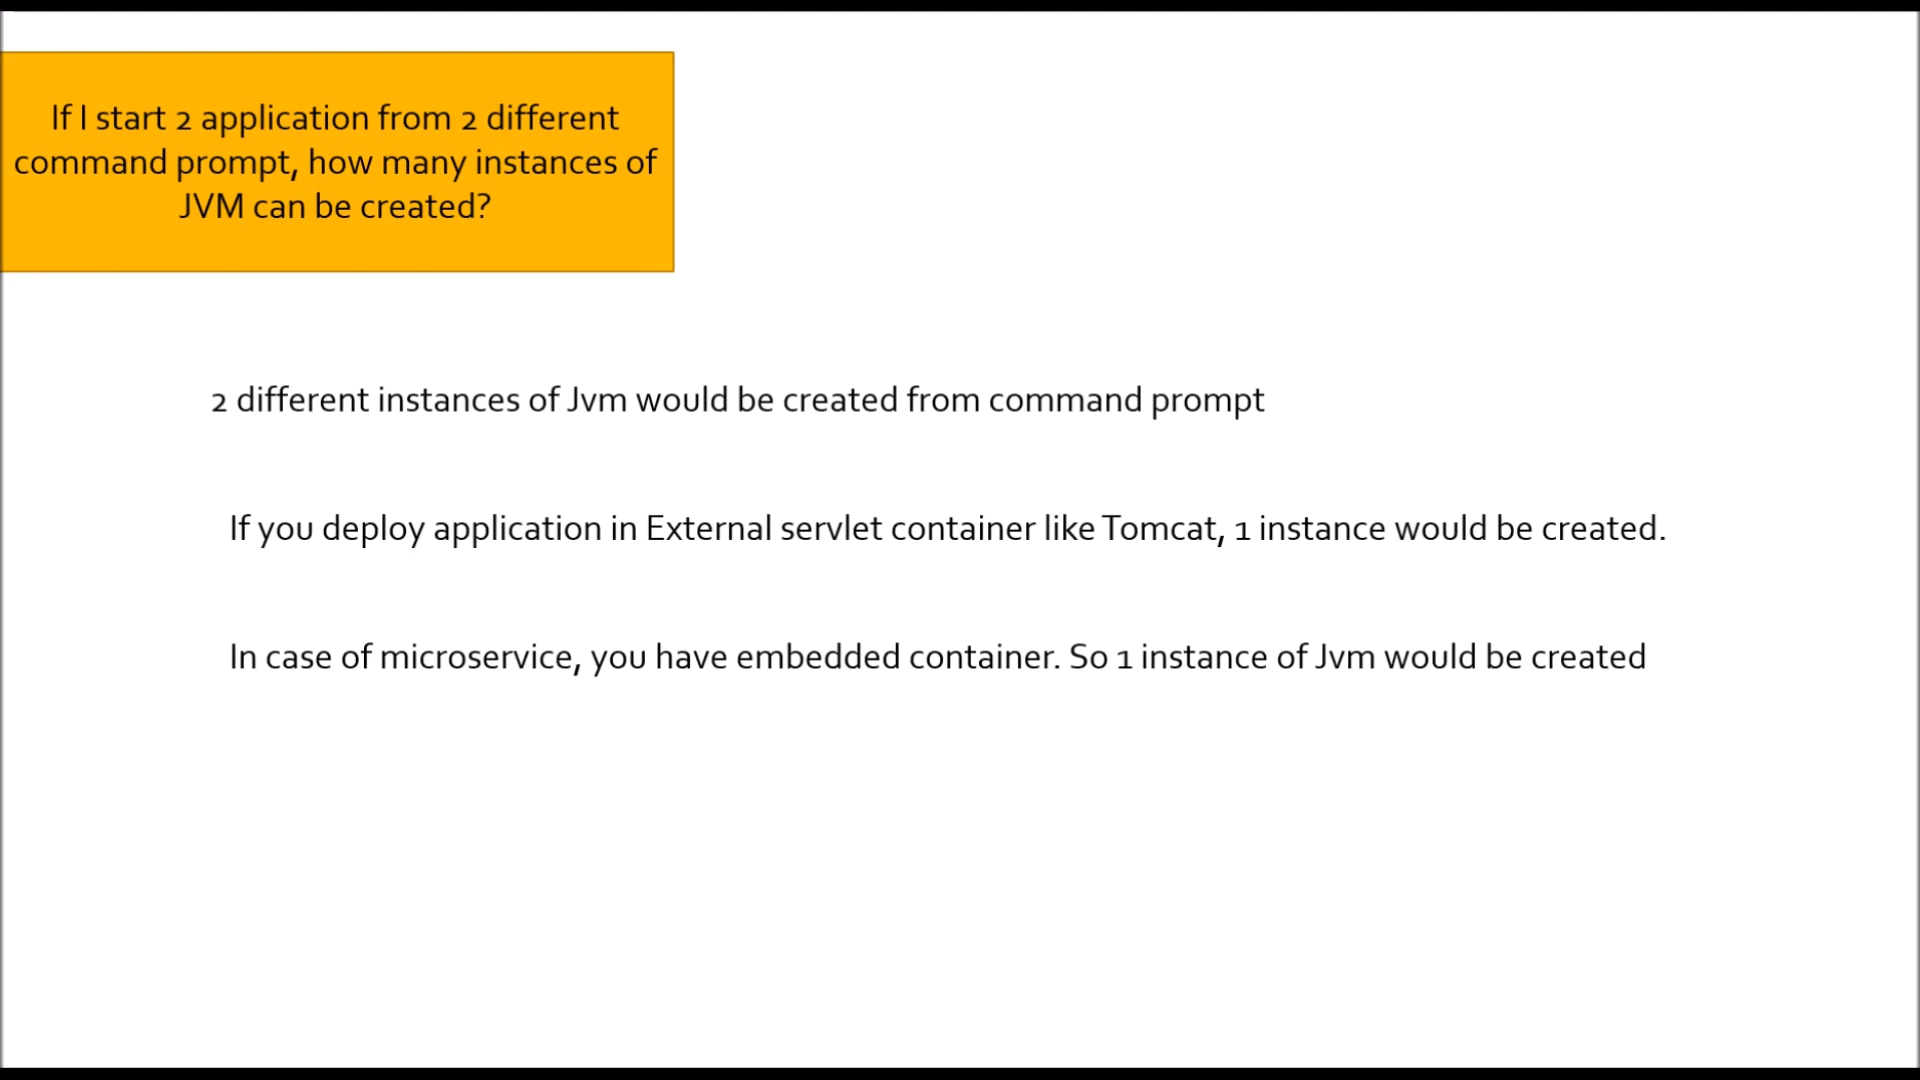 If I start 2 application from 2 different
command prompt, how many instances of
JVM can be created?
2 different instances of Jvm would be created from command prompt
If you deploy application in External servlet container like Tomcat, 1 instance would be created.
In case of microservice, you have embedded container. So 1 instance of Jvm would be created